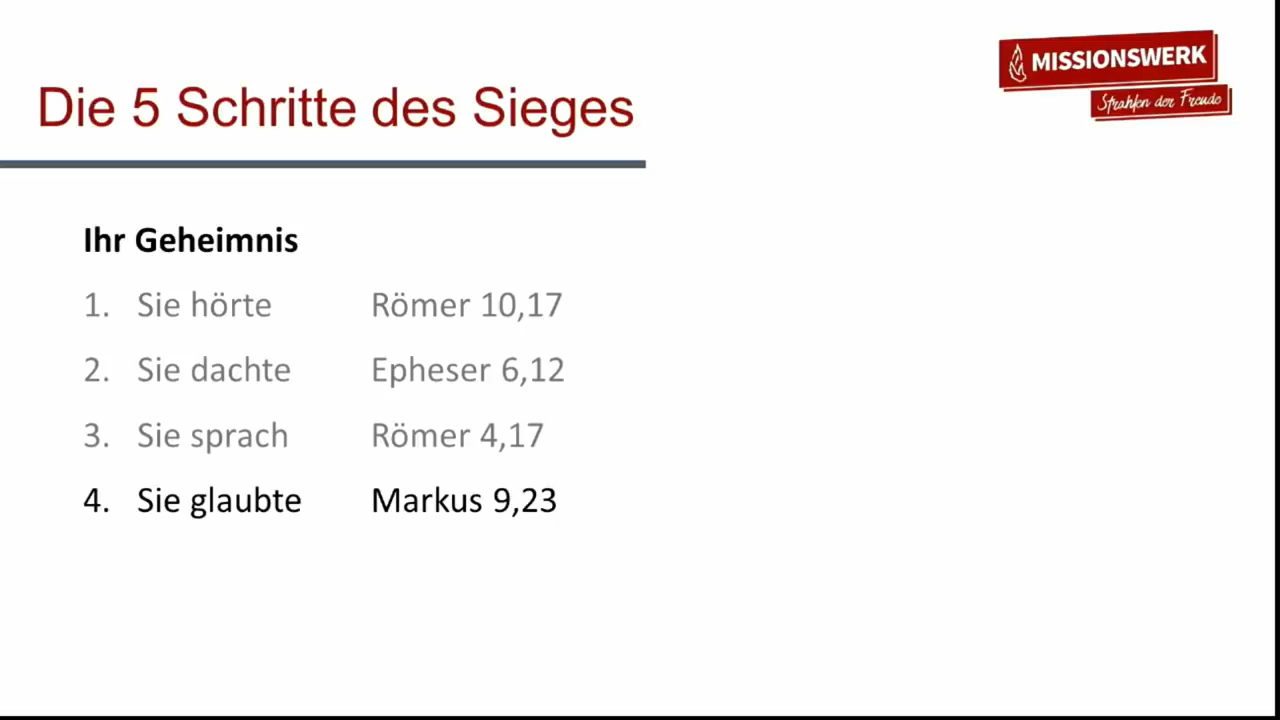 MISSIONSWERK
Strahlen der Freude
Die 5 Schritte des Sieges
Ihr Geheimnis
1. Sie hörte Römer 10,17
2. Sie dachte Epheser 6,12
3. Sie sprach Römer 4,17
4. Sie glaubte Markus 9,23